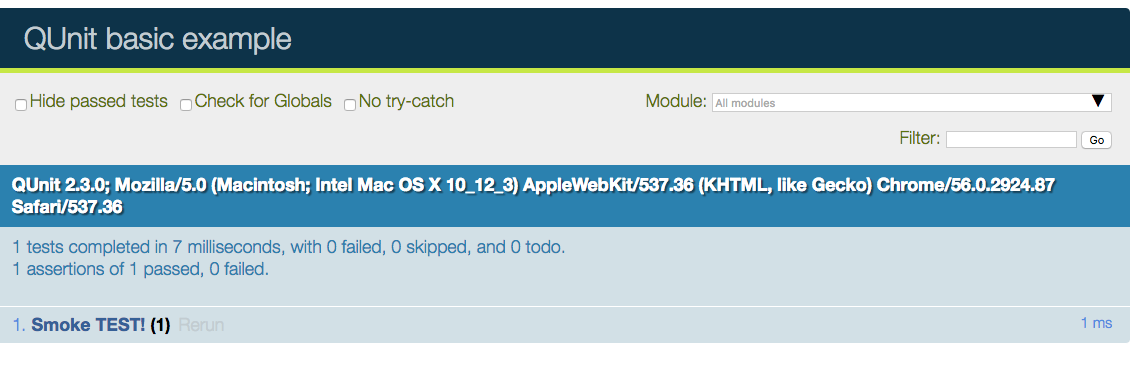 QUnit basic example
Hide passed tests Check for Globals No try-catch Module: All modules
Filter: Go
QUnit 2.3.0; Mozilla/5.0 (Macintosh; Intel Mac OS X 10_12_3) AppleWebKit/537.36 (KHTML, like Gecko) Chrome/56.0.2924.87
Safari/537.36
1 tests completed in 7 milliseconds, with 0 failed, 0 skipped, and 0 todo.
1 assertions of 1 passed, 0 failed.
1. Smoke TEST! (1) Rerun 1 ms